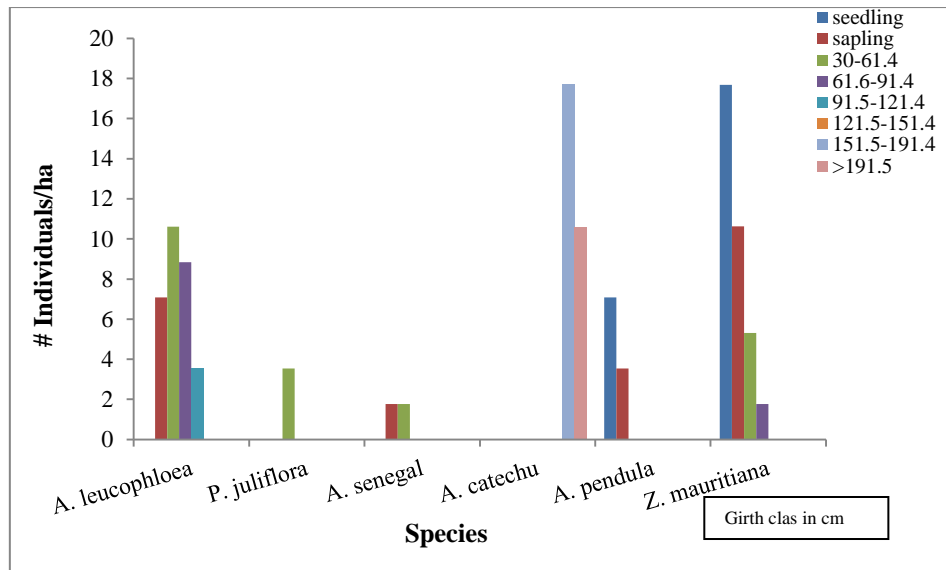 seedling
sapling
30-61.4
61.6-91.4
91.5-121.4
121.5-151.4
151.5-191.4
>191.5
20
18
16
14
12
10
8
6
4
2
0
# Individuals/ha
A. leucophloea
P. juliflora
A. senegal
A. catechu
A. pendula
Z. mauritiana
Species
Girth clas in cm